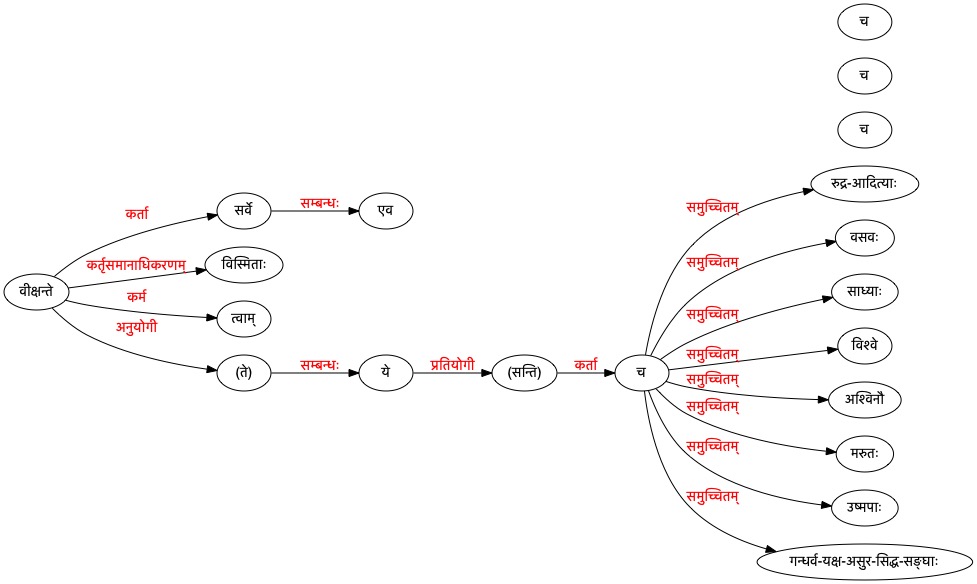 च
च
च
रुद्र-आदित्याः
समुच्चितम्
वसवः
कर्ता
सर्वे
सम्बन्धः
एव
समुच्चितम्
कर्तृसमानाधिकरणम्
विस्मिताः
वीक्षन्ते
साध्याः
समुच्चितम्
कर्म
त्वाम्
अनुयोगी
विश्वे
समुच्चितम्
(ते)
सम्बन्धः
ये
प्रतियोगी
(सन्ति)
कर्ता
च
समुच्चितम्
अश्विनौ
समुच्चितम्
मरुतः
समुच्चितम्
उष्मपाः
समुच्चितम्
गन्धर्व-यक्ष-असुर-सिद्ध-सङ्घाः